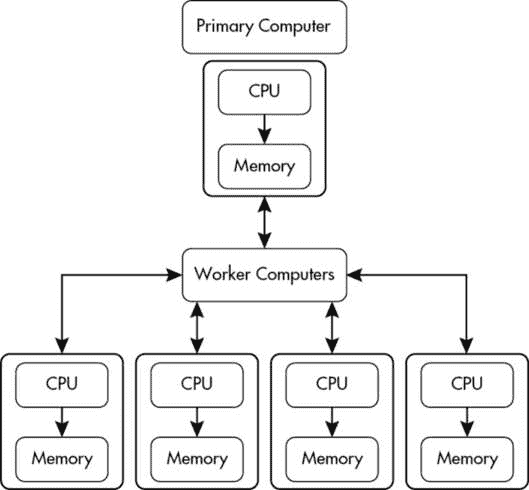 Primary Computer
CPU
Memory
Worker Computers
CPU
CPU
CPU
CPU
Memory
Memory
Memory
Memory